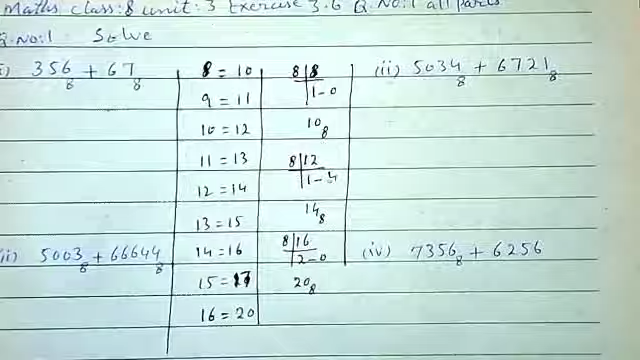 Maths class: 8 unit: 3 Exercise 3.6 Q.No:1 all parts
Q.No:1 Solve
i) 356₈ + 67₈
8 = 10
9 = 11
10 = 12
11 = 13
12 = 14
13 = 15
14 = 16
15 = 17
16 = 20
8|8
1-0
10₈
8|12
1-4
14₈
8|16
2-0
20₈
(iii) 5034₈ + 6721₈
ii) 5003₈ + 66644₈
(iv) 7356₈ + 6256